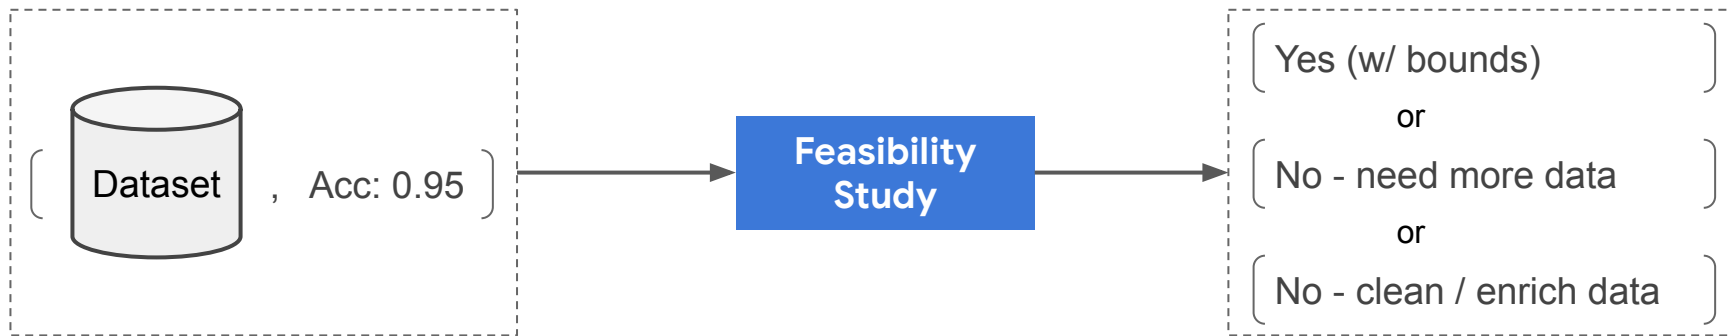 Dataset
, Acc: 0.95
Feasibility
Study
Yes (w/ bounds)
or
No - need more data
or
No - clean / enrich data